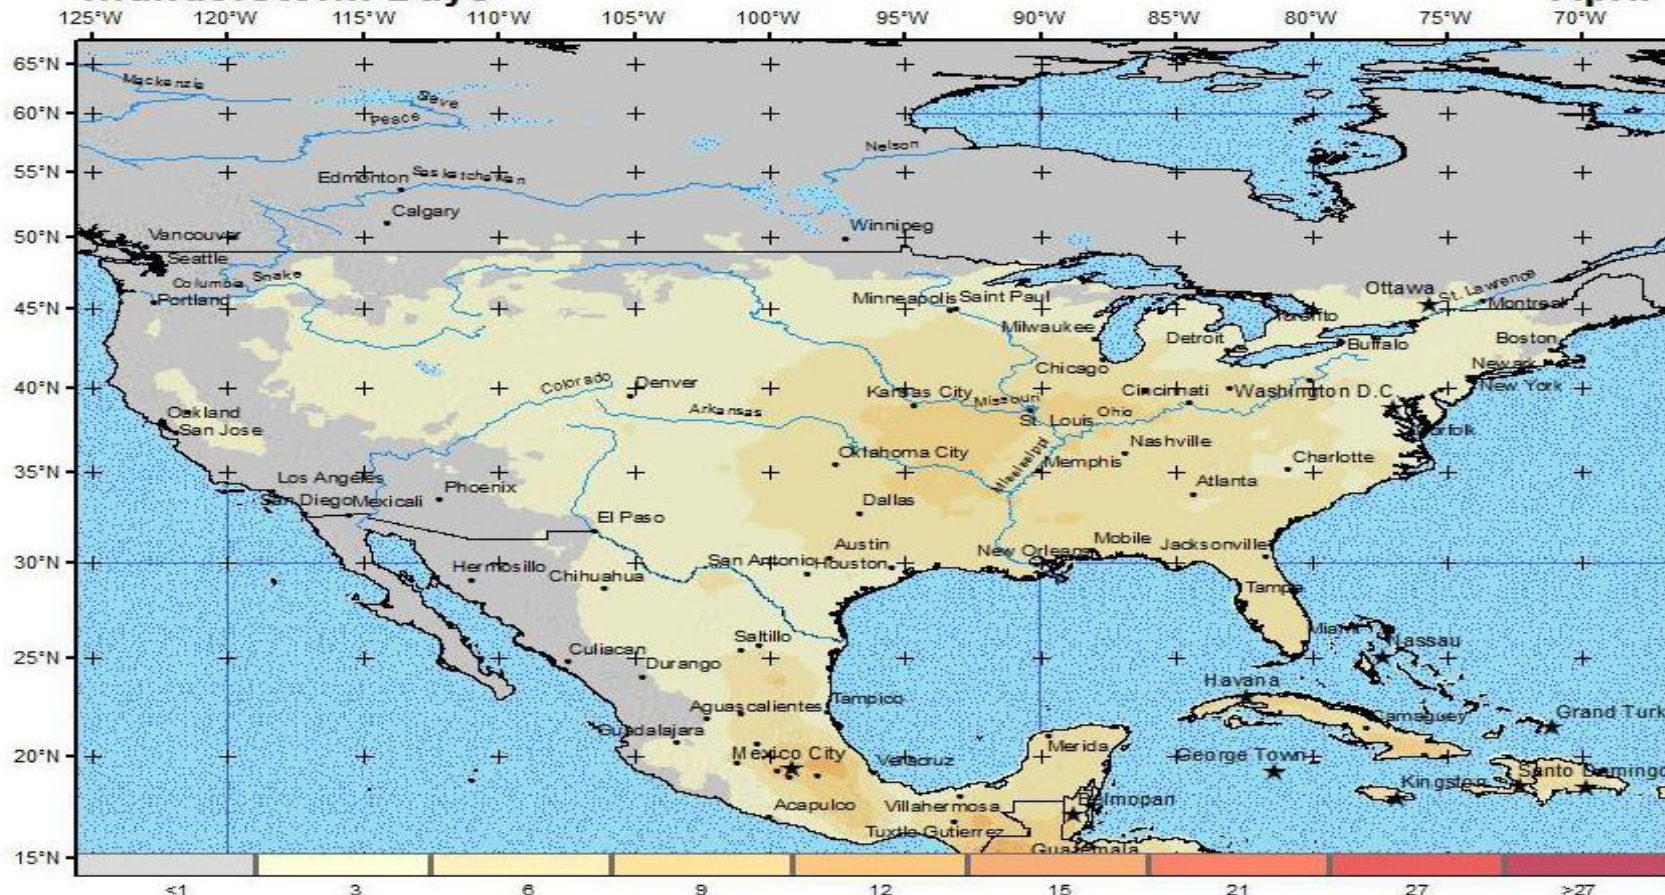 125°W 120°W 115°W 110°W 105°W 100°W 95°W 90°W 85°W 80°W 75°W 70°W
65°N
Mackenzie
Save
60°N
Peace
Nelson
55°N
Edmonton Saskatchewan
Calgary
Winnipeg
50°N
Vancouver
Seattle
Snake
Columbia
Portland
Ottawa St. Lawence
Minneapolis Saint Paul
Montreal
45°N
Toronto
Milwaukee Detroit Buffalo Boston
Chicago Newark
40°N
Colorado Denver Kansas City Cincinnati Washington D.C New York
Arkansas Missouri Ohio
Oakland St. Louis Norfolk
San Jose
Mississippi Nashville
Oklahoma City Memphis Charlotte
35°N
Los Angeles Phoenix Atlanta
San Diego Mexicali Dallas
El Paso
Austin Mobile Jacksonville
San Antonio Houston New Orleans
30°N
Hermosillo Chihuahua
Tampa
Saltillo Miami Nassau
25°N
Culiacan Durango
Havana
Tampico
Aguascalientes Camaguey Grand Turk
Guadalajara
20°N
Mexico City Veracruz Merida George Town
Kingston Santo Domingo
Acapulco Villahermosa Belmopan
Tuxtle Gutierrez
Guatemala
15°N
<1 3 6 9 12 15 21 27 >27